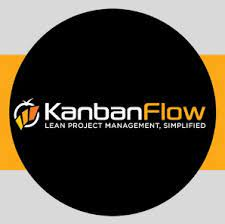 KanbanFlow
LEAN PROJECT MANAGEMENT, SIMPLIFIED